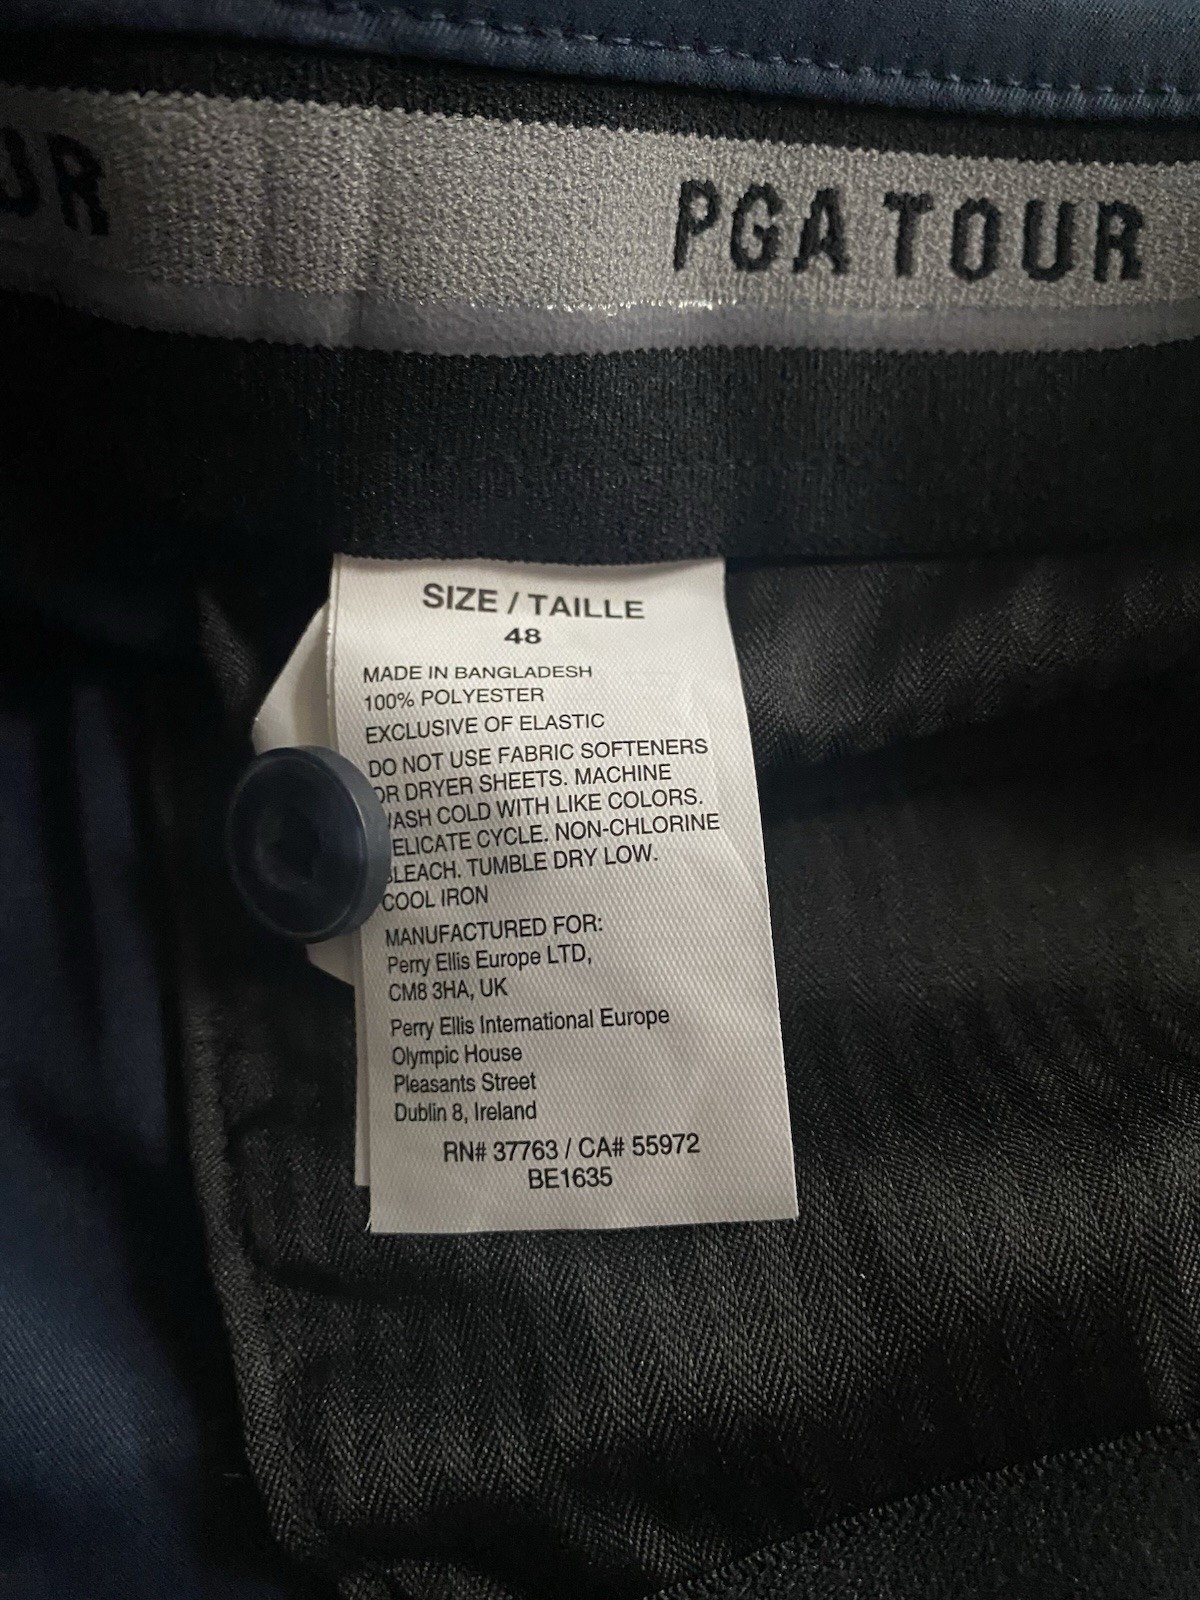 PGA TOUR
SIZE / TAILLE
48
MADE IN BANGLADESH
100% POLYESTER
EXCLUSIVE OF ELASTIC
DO NOT USE FABRIC SOFTENERS
OR DRYER SHEETS. MACHINE
WASH COLD WITH LIKE COLORS.
DELICATE CYCLE. NON-CHLORINE
BLEACH. TUMBLE DRY LOW.
COOL IRON
MANUFACTURED FOR:
Perry Ellis Europe LTD,
CM8 3HA, UK
Perry Ellis International Europe
Olympic House
Pleasants Street
Dublin 8, Ireland
RN# 37763 / CA# 55972
BE1635